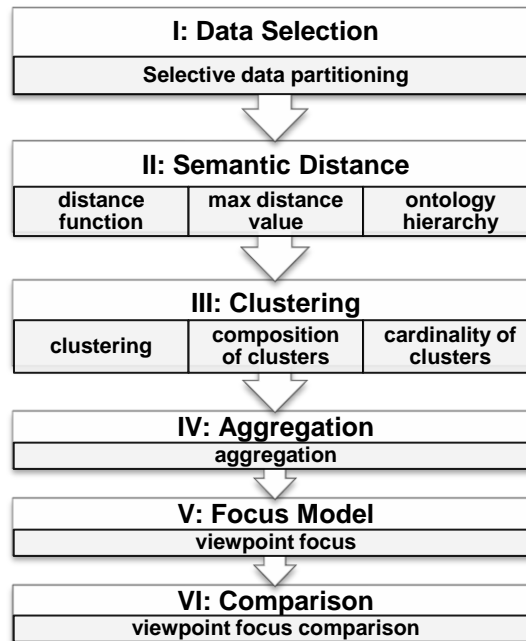 I: Data Selection
Selective data partitioning
II: Semantic Distance
distance function
max distance value
ontology hierarchy
III: Clustering
clustering
composition of clusters
cardinality of clusters
IV: Aggregation
aggregation
V: Focus Model
viewpoint focus
VI: Comparison
viewpoint focus comparison